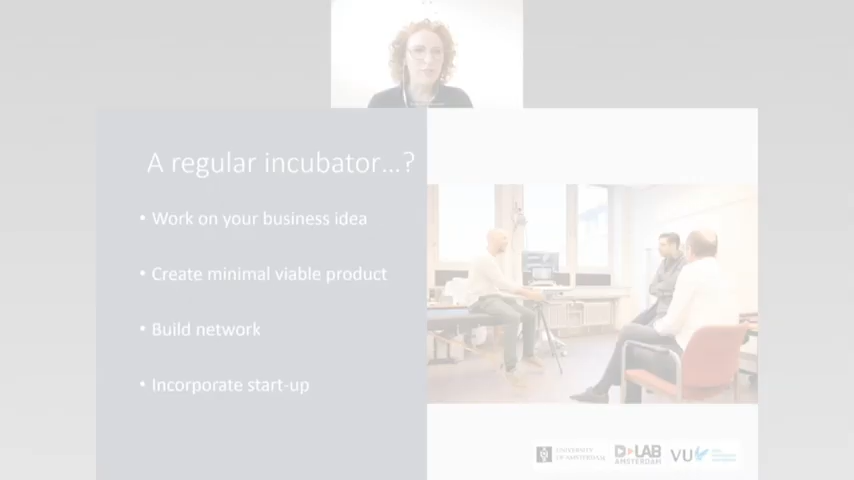 A regular incubator...?
• Work on your business idea
• Create minimal viable product
• Build network
• Incorporate start-up
UNIVERSITY
OF AMSTERDAM
D LAB
AMSTERDAM
VU